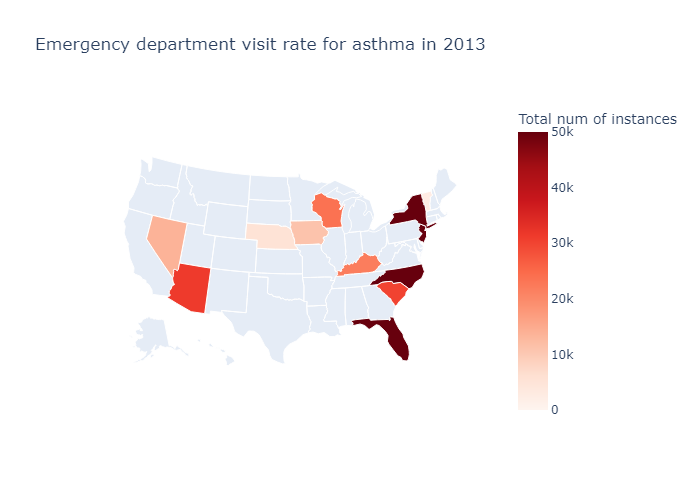 Emergency department visit rate for asthma in 2013
Total num of instances
50k
40k
30k
20k
10k
0